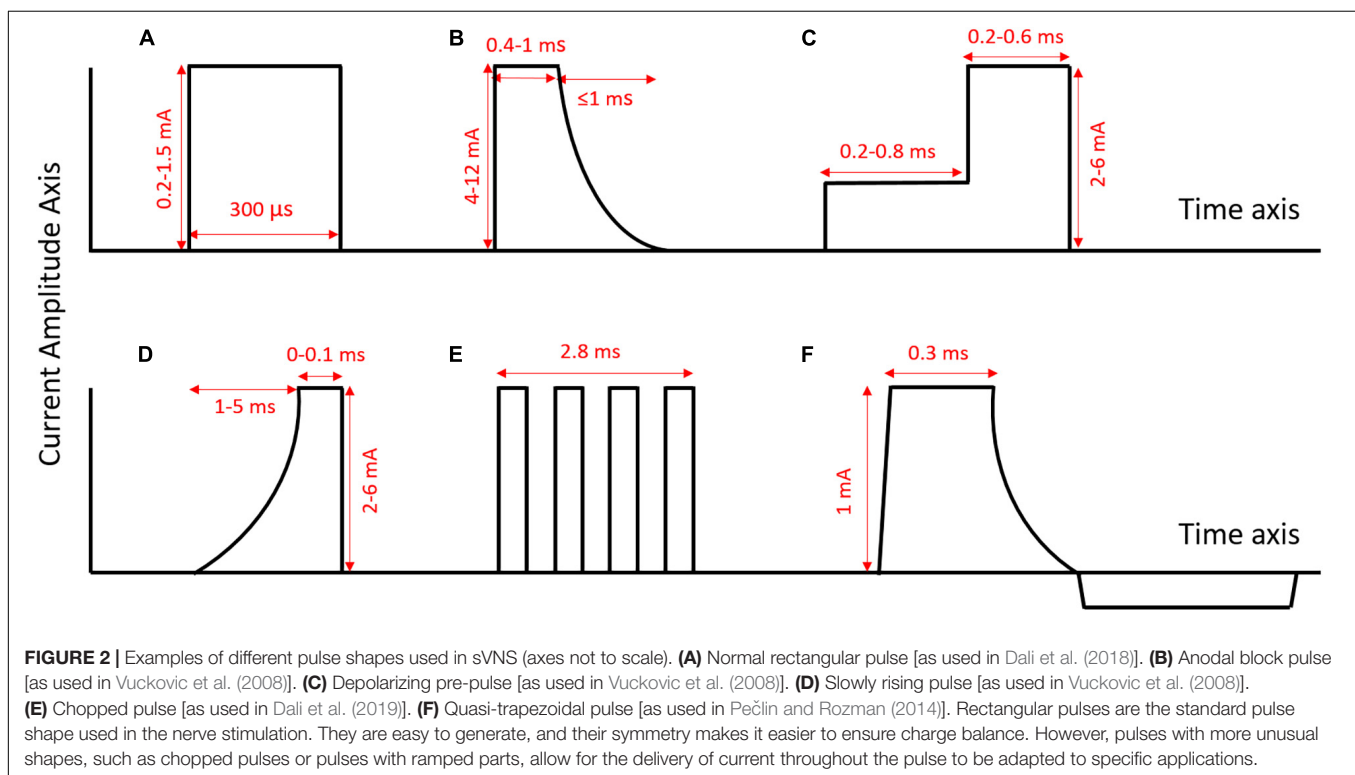 A
B
C
0.4-1 ms
0.2-0.6 ms
≤1 ms
0.2-1.5 mA
4-12 mA
0.2-0.8 ms
2-6 mA
300 µs
Time axis
Current Amplitude Axis
D
E
F
0-0.1 ms
2.8 ms
0.3 ms
1-5 ms
2-6 mA
1 mA
Time axis
FIGURE 2 | Examples of different pulse shapes used in sVNS (axes not to scale). (A) Normal rectangular pulse [as used in Dali et al. (2018)]. (B) Anodal block pulse
[as used in Vuckovic et al. (2008)]. (C) Depolarizing pre-pulse [as used in Vuckovic et al. (2008)]. (D) Slowly rising pulse [as used in Vuckovic et al. (2008)].
(E) Chopped pulse [as used in Dali et al. (2019)]. (F) Quasi-trapezoidal pulse [as used in Pečlin and Rozman (2014)]. Rectangular pulses are the standard pulse
shape used in the nerve stimulation. They are easy to generate, and their symmetry makes it easier to ensure charge balance. However, pulses with more unusual
shapes, such as chopped pulses or pulses with ramped parts, allow for the delivery of current throughout the pulse to be adapted to specific applications.